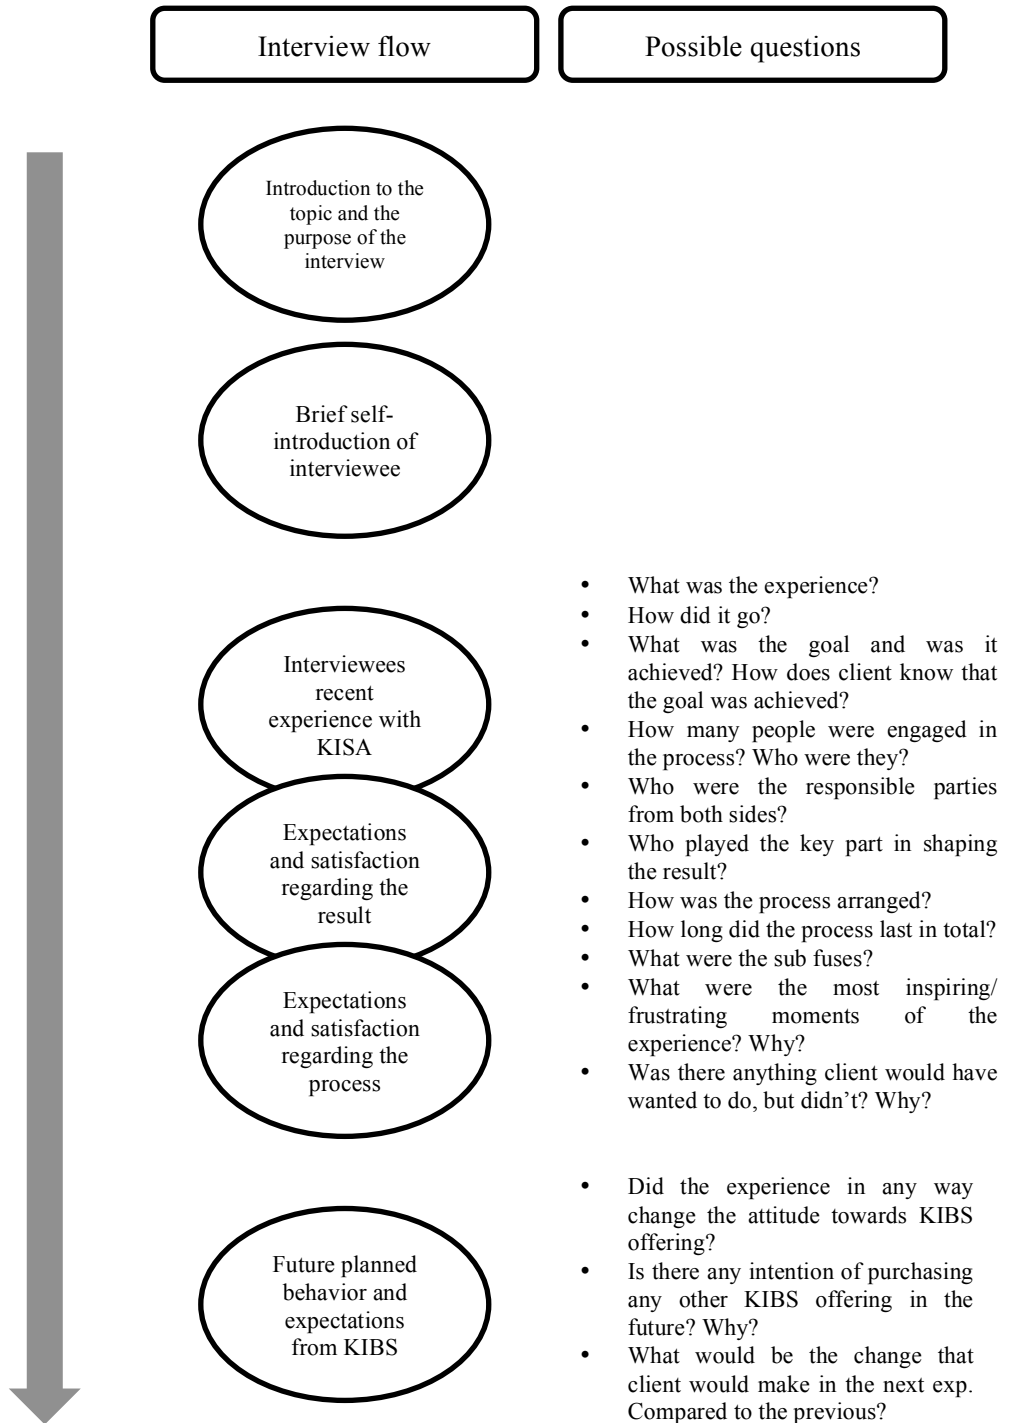 Interview flow
Possible questions
Introduction to the
topic and the
purpose of the
interview
Brief self-
introduction of
interviewee
Interviewees
recent
experience with
KISA
Expectations
and satisfaction
regarding the
result
Expectations
and satisfaction
regarding the
process
• What was the experience?
• How did it go?
• What was the goal and was it
achieved? How does client know that
the goal was achieved?
• How many people were engaged in
the process? Who were they?
• Who were the responsible parties
from both sides?
• Who played the key part in shaping
the result?
• How was the process arranged?
• How long did the process last in total?
• What were the sub fuses?
• What were the most inspiring/
frustrating moments of the
experience? Why?
• Was there anything client would have
wanted to do, but didn’t? Why?
Future planned
behavior and
expectations
from KIBS
• Did the experience in any way
change the attitude towards KIBS
offering?
• Is there any intention of purchasing
any other KIBS offering in the
future? Why?
• What would be the change that
client would make in the next exp.
Compared to the previous?